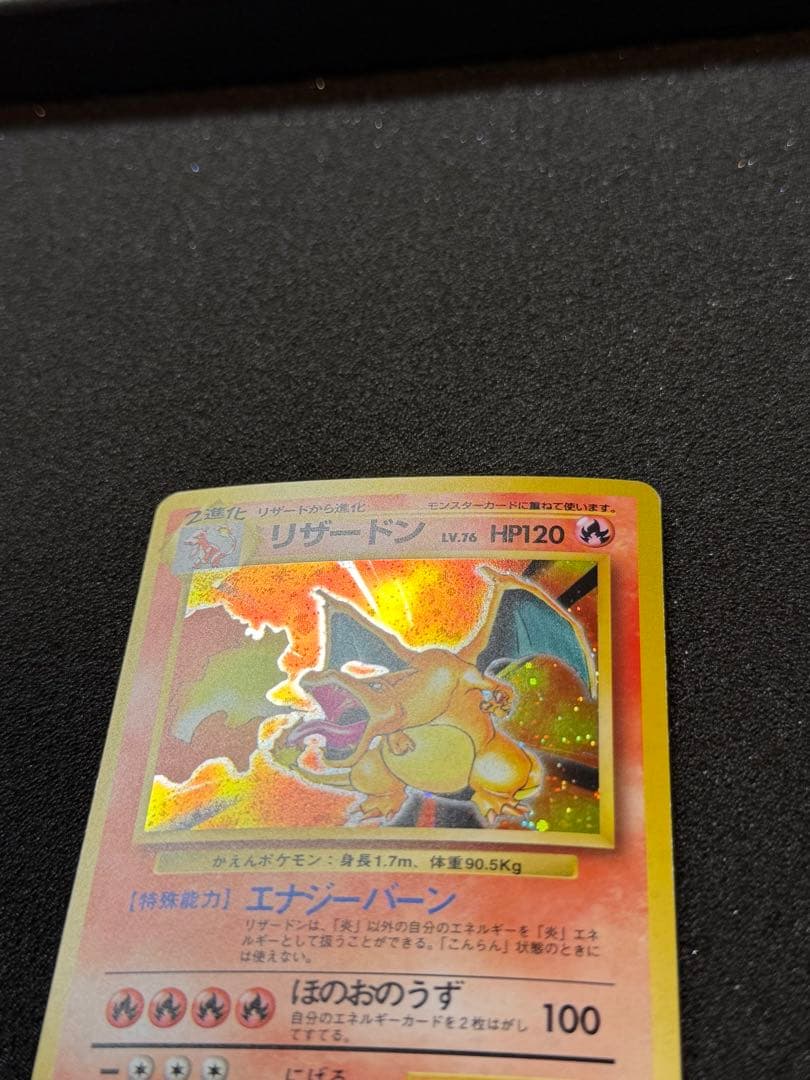 2進化 リザードから進化 モンスターカードに重ねて使います。
リザードン LV.76 HP120
かえんポケモン：身長1.7m、体重90.5Kg
[特殊能力] エナジーバーン
リザードンは、「炎」以外の自分のエネルギーを「炎」エネ
ルギーとして扱うことができる。「こんらん」状態のときに
は使えない。
ほのおのうず 100
自分のエネルギーカードを2枚はがし
てすてる。
にげる